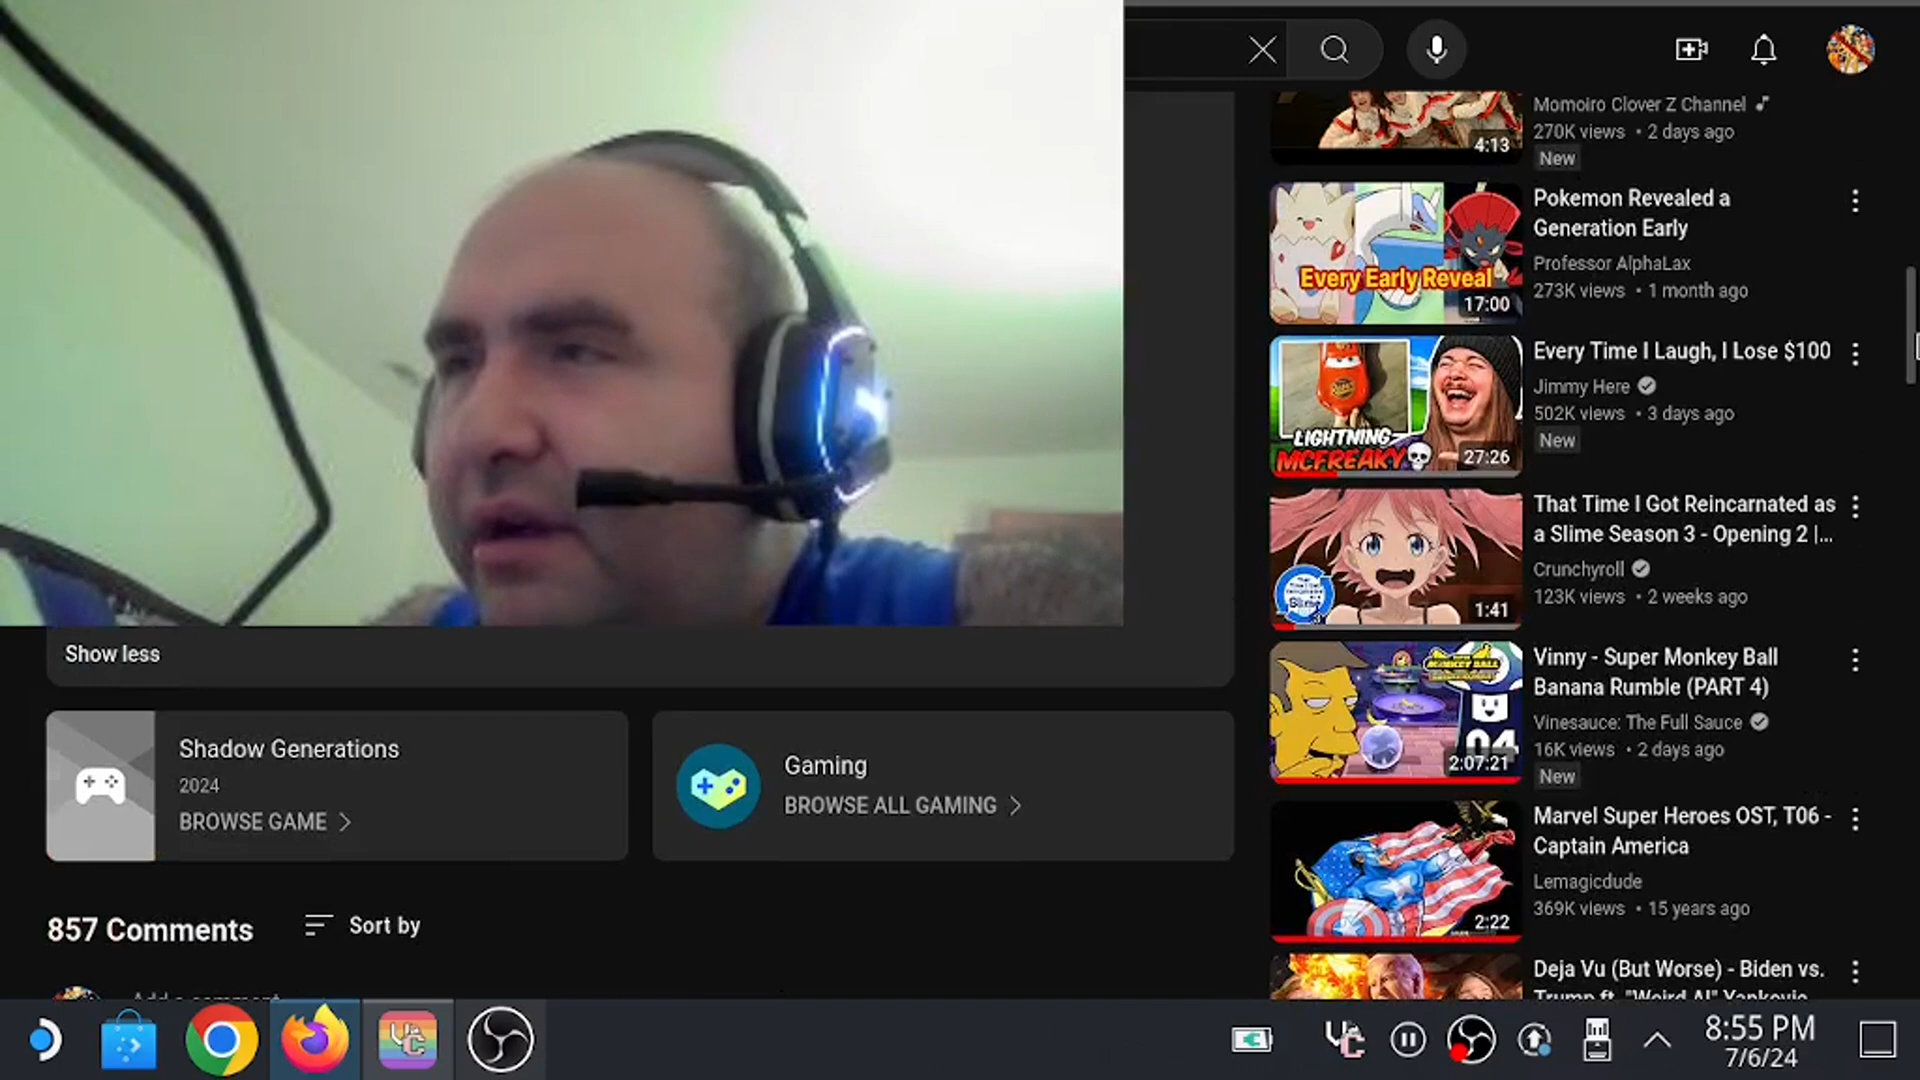 Show less
Shadow Generations
2024
BROWSE GAME
Gaming
BROWSE ALL GAMING
857 Comments
Sort by
Momoiro Clover Z Channel
270K views • 2 days ago
New
4:13
Pokemon Revealed a
Generation Early
Professor AlphaLax
273K views • 1 month ago
Every Early Reveal
17:00
Every Time I Laugh, I Lose $100
Jimmy Here
502K views • 3 days ago
New
LIGHTNING
MCFREAKY
27:26
That Time I Got Reincarnated as
a Slime Season 3 - Opening 2 |...
Crunchyroll
123K views • 2 weeks ago
1:41
Vinny - Super Monkey Ball
Banana Rumble (PART 4)
Vinesauce: The Full Sauce
16K views • 2 days ago
New
04
2:07:21
Marvel Super Heroes OST, T06 -
Captain America
Lemagicdude
369K views • 15 years ago
2:22
Deja Vu (But Worse) - Biden vs.
Trump ft. "Weird Al" Yankovic
8:55 PM
7/6/24